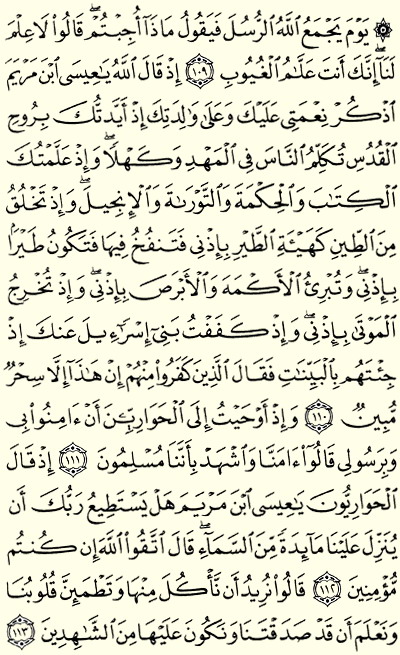 ۞ يَوْمَ يَجْمَعُ ٱللَّهُ ٱلرُّسُلَ فَيَقُولُ مَاذَآ أُجِبْتُمْ ۖ قَالُوا۟ لَا عِلْمَ
لَنَآ ۖ إِنَّكَ أَنتَ عَلَّٰمُ ٱلْغُيُوبِ ١٠٩ إِذْ قَالَ ٱللَّهُ يَٰعِيسَى ٱبْنَ مَرْيَمَ
ٱذْكُرْ نِعْمَتِى عَلَيْكَ وَعَلَىٰ وَٰلِدَتِكَ إِذْ أَيَّدتُّكَ بِرُوحِ
ٱلْقُدُسِ تُكَلِّمُ ٱلنَّاسَ فِى ٱلْمَهْدِ وَكَهْلًا ۖ وَإِذْ عَلَّمْتُكَ
ٱلْكِتَٰبَ وَٱلْحِكْمَةَ وَٱلتَّوْرَىٰةَ وَٱلْإِنجِيلَ ۖ وَإِذْ تَخْلُقُ
مِنَ ٱلطِّينِ كَهَيْـَٔةِ ٱلطَّيْرِ بِإِذْنِى فَتَنفُخُ فِيهَا فَتَكُونُ طَيْرًۢا
بِإِذْنِى ۖ وَتُبْرِئُ ٱلْأَكْمَهَ وَٱلْأَبْرَصَ بِإِذْنِى ۖ وَإِذْ تُخْرِجُ
ٱلْمَوْتَىٰ بِإِذْنِى ۖ وَإِذْ كَفَفْتُ بَنِىٓ إِسْرَٰٓءِيلَ عَنكَ إِذْ
جِئْتَهُم بِٱلْبَيِّنَٰتِ فَقَالَ ٱلَّذِينَ كَفَرُوا۟ مِنْهُمْ إِنْ هَٰذَآ إِلَّا سِحْرٌ
مُّبِينٌ ١١٠ وَإِذْ أَوْحَيْتُ إِلَى ٱلْحَوَارِيِّـۧنَ أَنْ ءَامِنُوا۟ بِى
وَبِرَسُولِى قَالُوٓا۟ ءَامَنَّا وَٱشْهَدْ بِأَنَّنَا مُسْلِمُونَ ١١١ إِذْ قَالَ
ٱلْحَوَارِيُّونَ يَٰعِيسَى ٱبْنَ مَرْيَمَ هَلْ يَسْتَطِيعُ رَبُّكَ أَن
يُنَزِّلَ عَلَيْنَا مَآئِدَةً مِّنَ ٱلسَّمَآءِ ۖ قَالَ ٱتَّقُوا۟ ٱللَّهَ إِن كُنتُم
مُّؤْمِنِينَ ١١٢ قَالُوا۟ نُرِيدُ أَن نَّأْكُلَ مِنْهَا وَتَطْمَئِنَّ قُلُوبُنَا
وَنَعْلَمَ أَن قَدْ صَدَقْتَنَا وَنَكُونَ عَلَيْهَا مِنَ ٱلشَّٰهِدِينَ ١١٣